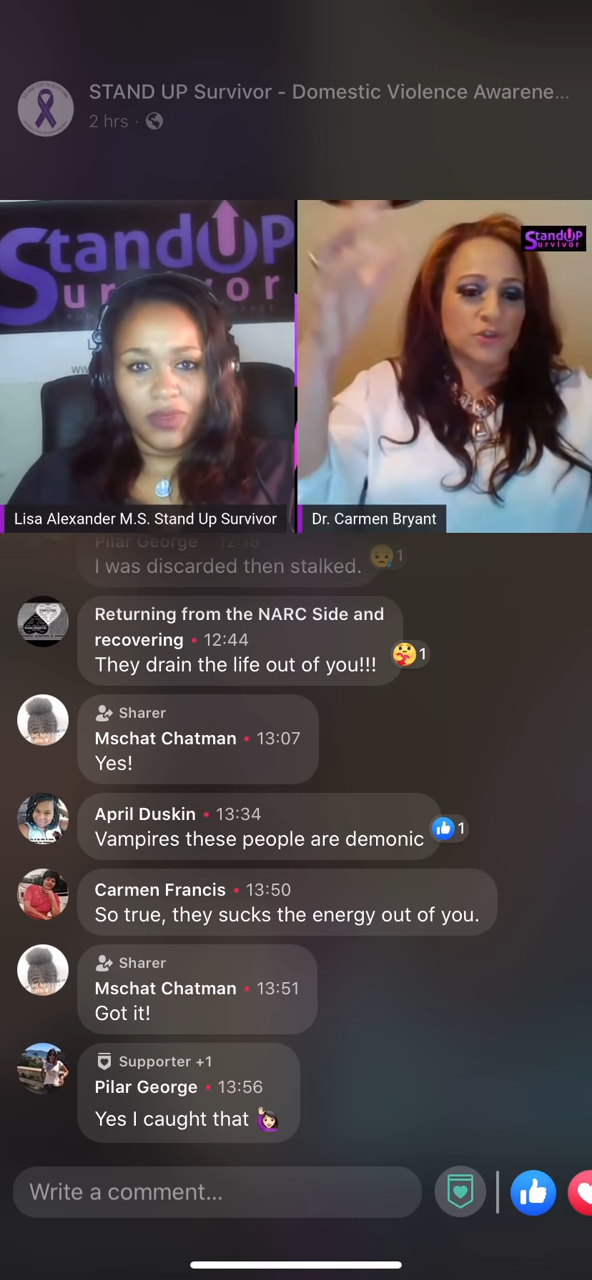 STAND UP Survivor - Domestic Violence Awarene...
2 hrs ·
StandUP
Survivor
StandUP
Survivor
Lisa Alexander M.S. Stand Up Survivor
Dr. Carmen Bryant
Pilar George 12:18
I was discarded then stalked.
1
Returning from the NARC Side and
recovering • 12:44
They drain the life out of you!!!
1
Sharer
Mschat Chatman • 13:07
Yes!
April Duskin • 13:34
Vampires these people are demonic
1
Carmen Francis • 13:50
So true, they sucks the energy out of you.
Sharer
Mschat Chatman • 13:51
Got it!
Supporter +1
Pilar George • 13:56
Yes I caught that 🙋🏻‍♀️
Write a comment...